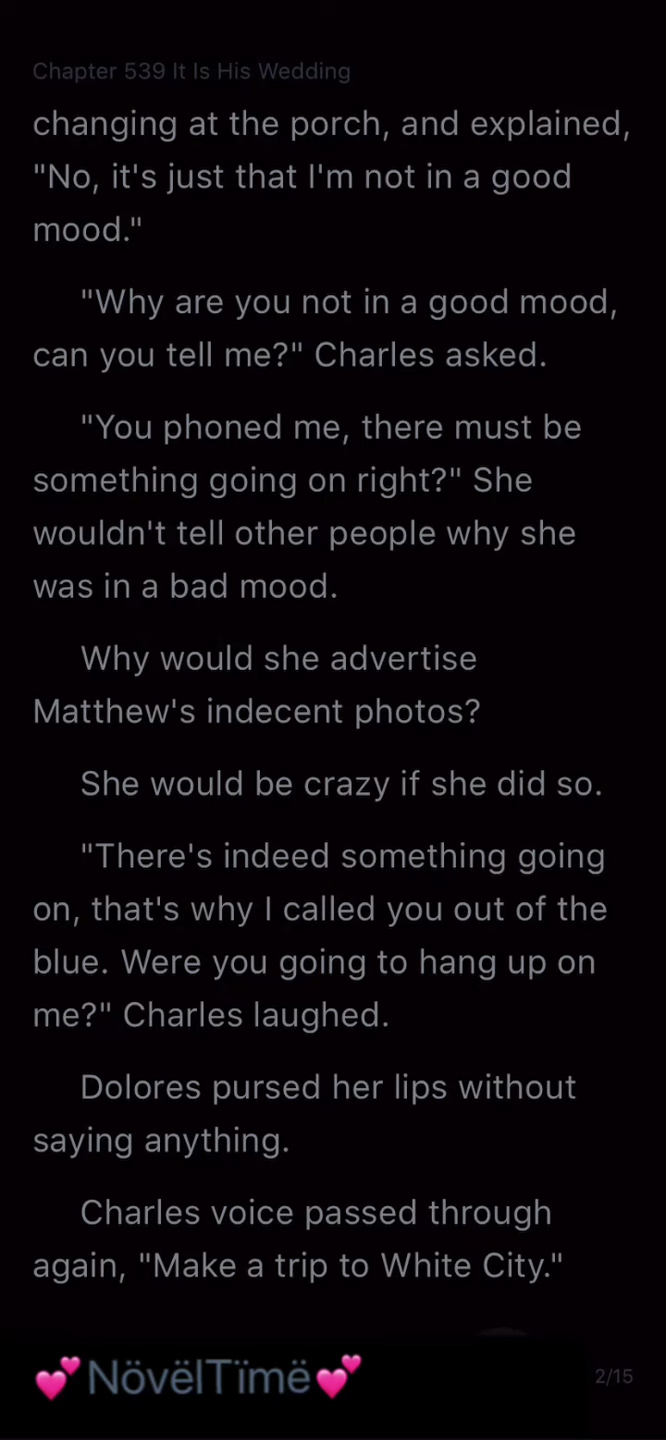 Chapter 539 It Is His Wedding
changing at the porch, and explained,
"No, it's just that I'm not in a good
mood."
"Why are you not in a good mood,
can you tell me?" Charles asked.
"You phoned me, there must be
something going on right?" She
wouldn't tell other people why she
was in a bad mood.
Why would she advertise
Matthew's indecent photos?
She would be crazy if she did so.
"There's indeed something going
on, that's why I called you out of the
blue. Were you going to hang up on
me?" Charles laughed.
Dolores pursed her lips without
saying anything.
Charles voice passed through
again, "Make a trip to White City."
💕NövëlTïmë💕
2/15